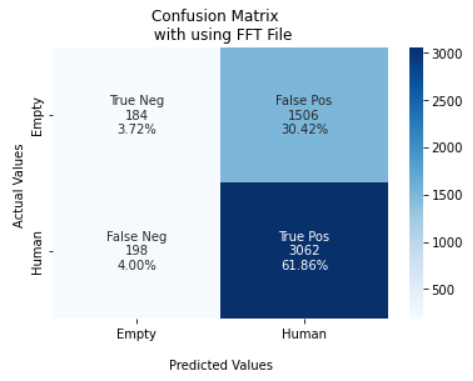 Confusion Matrix
with using FFT File
True Neg
184
3.72%
False Pos
1506
30.42%
False Neg
198
4.00%
True Pos
3062
61.86%
Empty
Human
Actual Values
Empty
Human
Predicted Values
3000
2500
2000
1500
1000
500